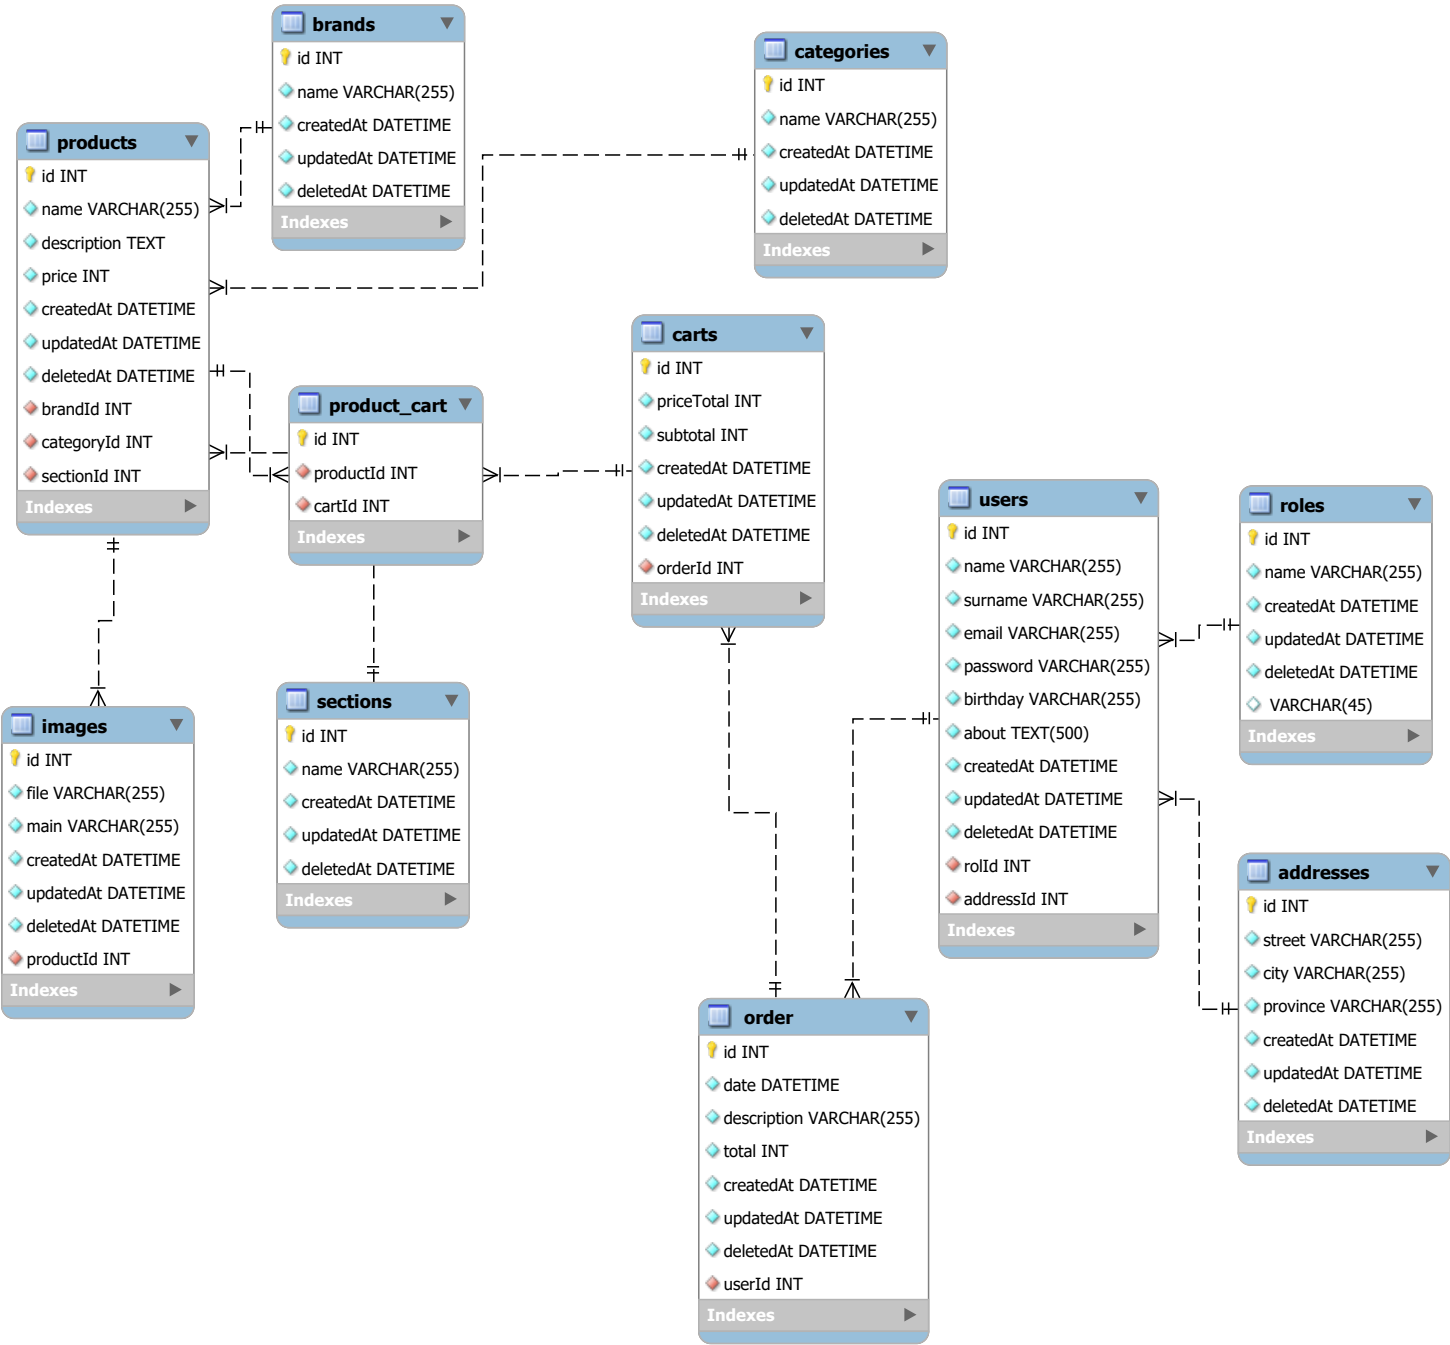 brands
id INT
name VARCHAR(255)
createdAt DATETIME
updatedAt DATETIME
deletedAt DATETIME
Indexes
categories
id INT
name VARCHAR(255)
createdAt DATETIME
updatedAt DATETIME
deletedAt DATETIME
Indexes
products
id INT
name VARCHAR(255)
description TEXT
price INT
createdAt DATETIME
updatedAt DATETIME
deletedAt DATETIME
brandId INT
categoryId INT
sectionId INT
Indexes
product_cart
id INT
productId INT
cartId INT
Indexes
carts
id INT
priceTotal INT
subtotal INT
createdAt DATETIME
updatedAt DATETIME
deletedAt DATETIME
orderId INT
Indexes
users
id INT
name VARCHAR(255)
surname VARCHAR(255)
email VARCHAR(255)
password VARCHAR(255)
birthday VARCHAR(255)
about TEXT(500)
createdAt DATETIME
updatedAt DATETIME
deletedAt DATETIME
rolId INT
addressId INT
Indexes
roles
id INT
name VARCHAR(255)
createdAt DATETIME
updatedAt DATETIME
deletedAt DATETIME
VARCHAR(45)
Indexes
images
id INT
file VARCHAR(255)
main VARCHAR(255)
createdAt DATETIME
updatedAt DATETIME
deletedAt DATETIME
productId INT
Indexes
sections
id INT
name VARCHAR(255)
createdAt DATETIME
updatedAt DATETIME
deletedAt DATETIME
Indexes
addresses
id INT
street VARCHAR(255)
city VARCHAR(255)
province VARCHAR(255)
createdAt DATETIME
updatedAt DATETIME
deletedAt DATETIME
Indexes
order
id INT
date DATETIME
description VARCHAR(255)
total INT
createdAt DATETIME
updatedAt DATETIME
deletedAt DATETIME
userId INT
Indexes